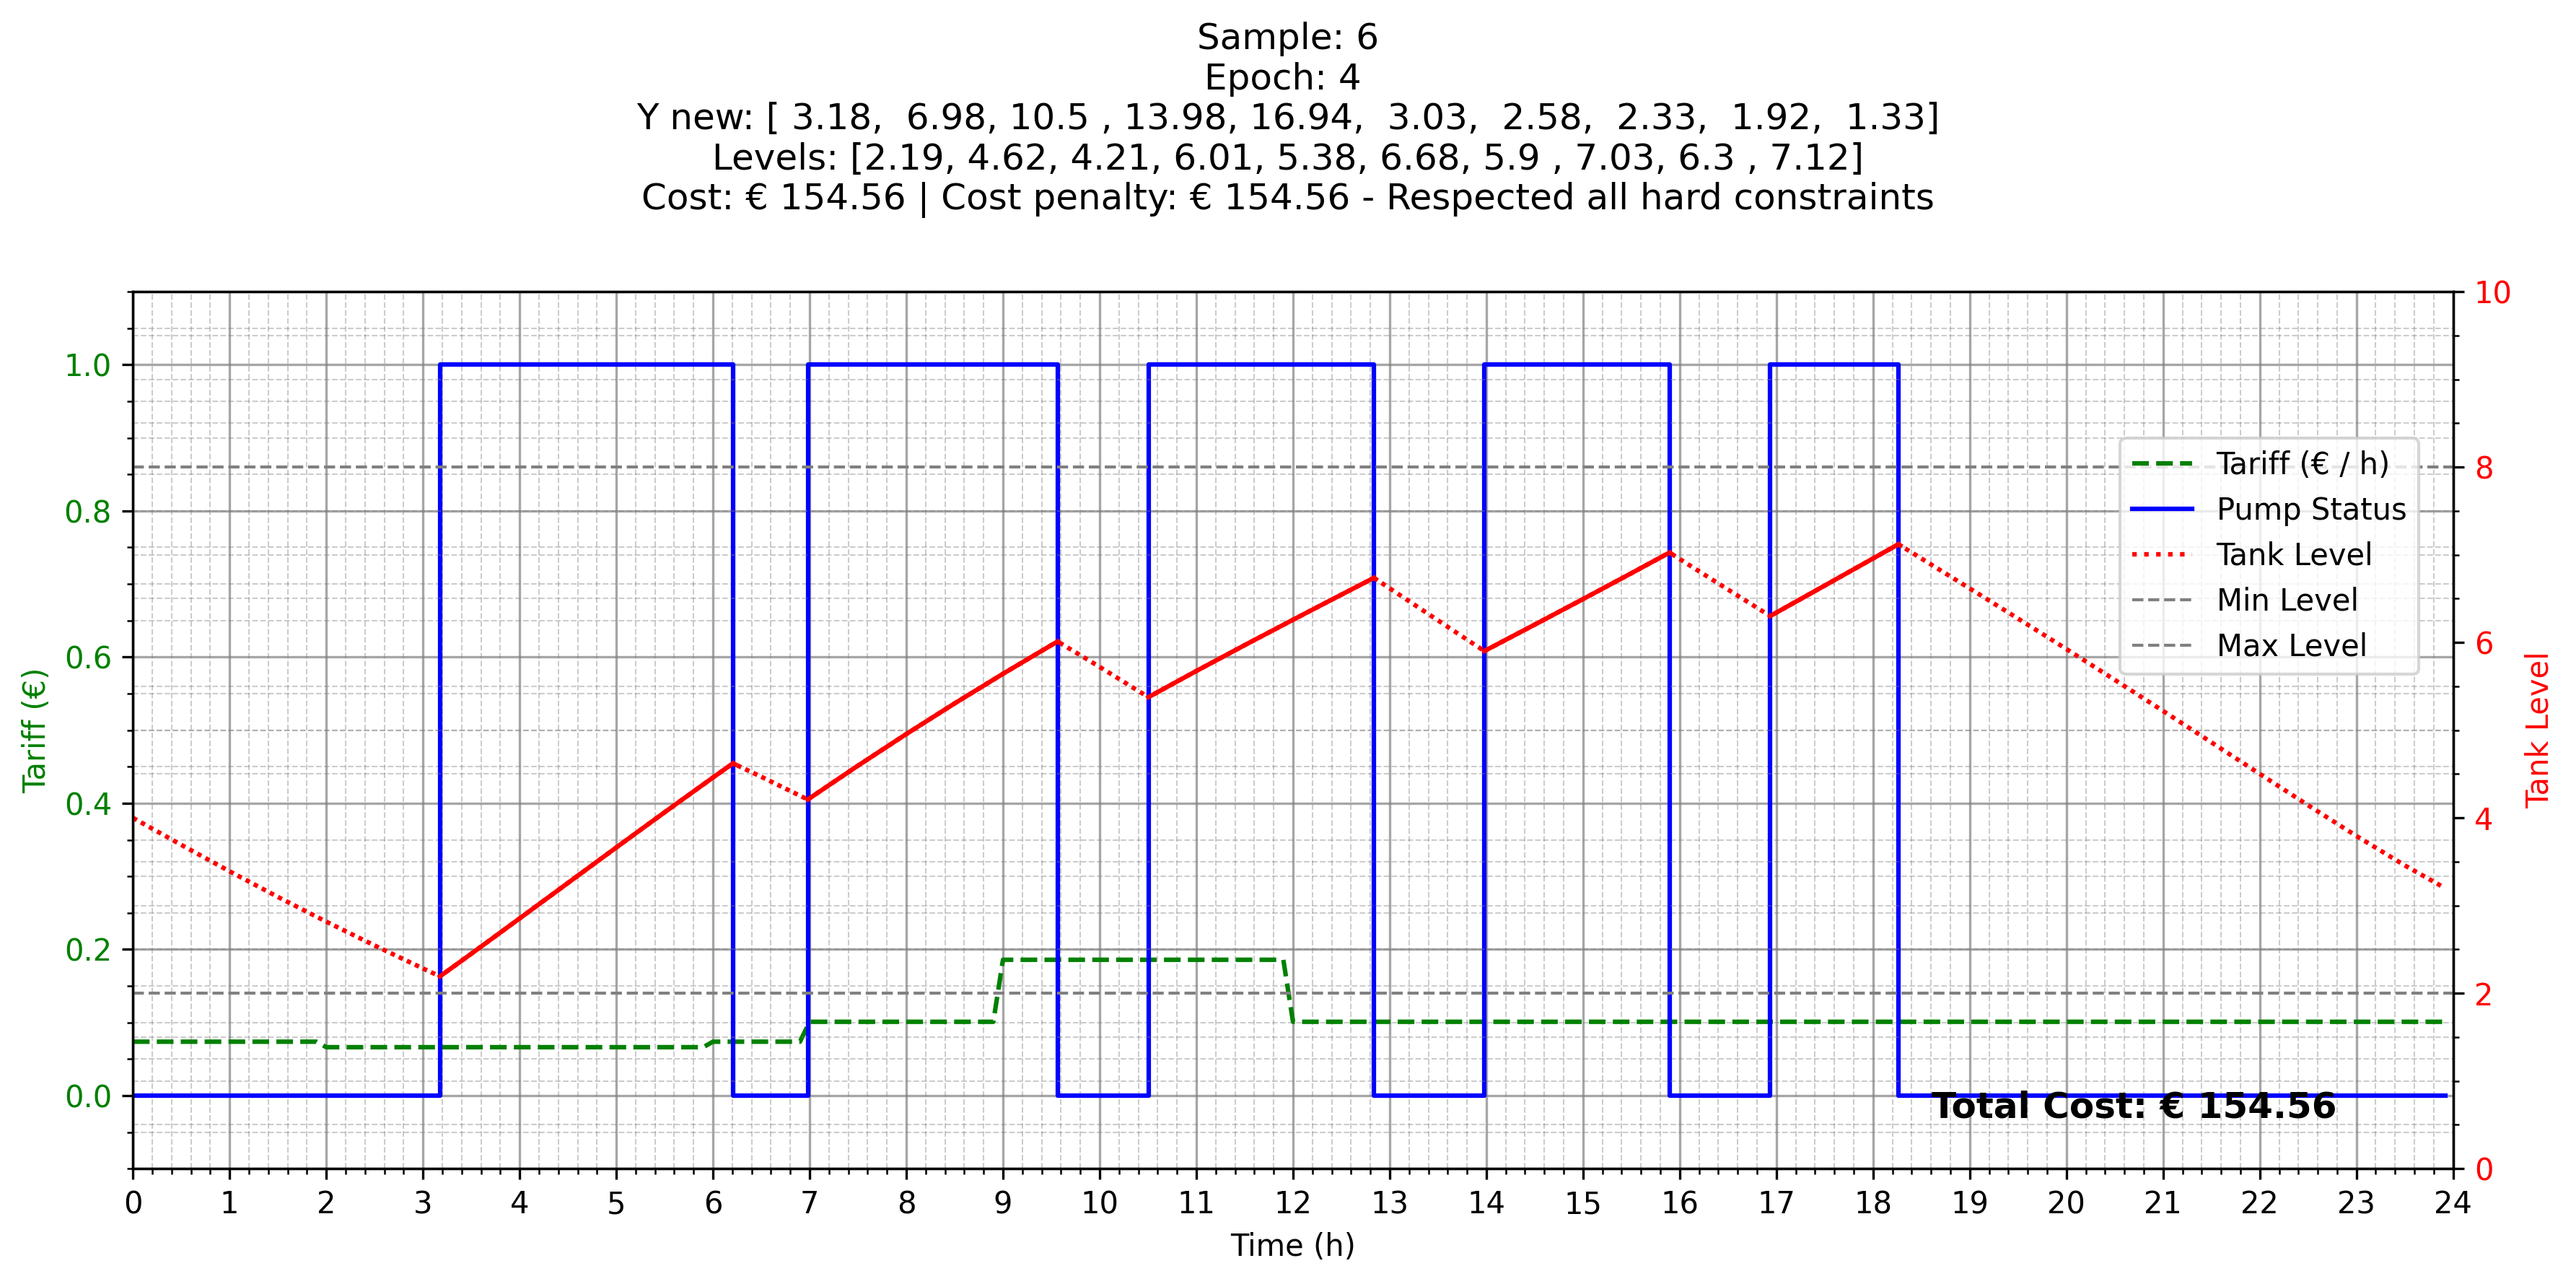 Sample: 6
Epoch: 4
Y new: [ 3.18,  6.98, 10.5 , 13.98, 16.94,  3.03,  2.58,  2.33,  1.92,  1.33]
Levels: [2.19, 4.62, 4.21, 6.01, 5.38, 6.68, 5.9 , 7.03, 6.3 , 7.12]
Cost: € 154.56 | Cost penalty: € 154.56 - Respected all hard constraints
10
1.0
8
Tariff (€ / h)
Pump Status
Tank Level
Min Level
Max Level
0.8
0.6
6
Tariff (€)
Tank Level
0.4
4
0.2
2
0.0
Total Cost: € 154.56
0
0 1 2 3 4 5 6 7 8 9 10 11 12 13 14 15 16 17 18 19 20 21 22 23 24
Time (h)